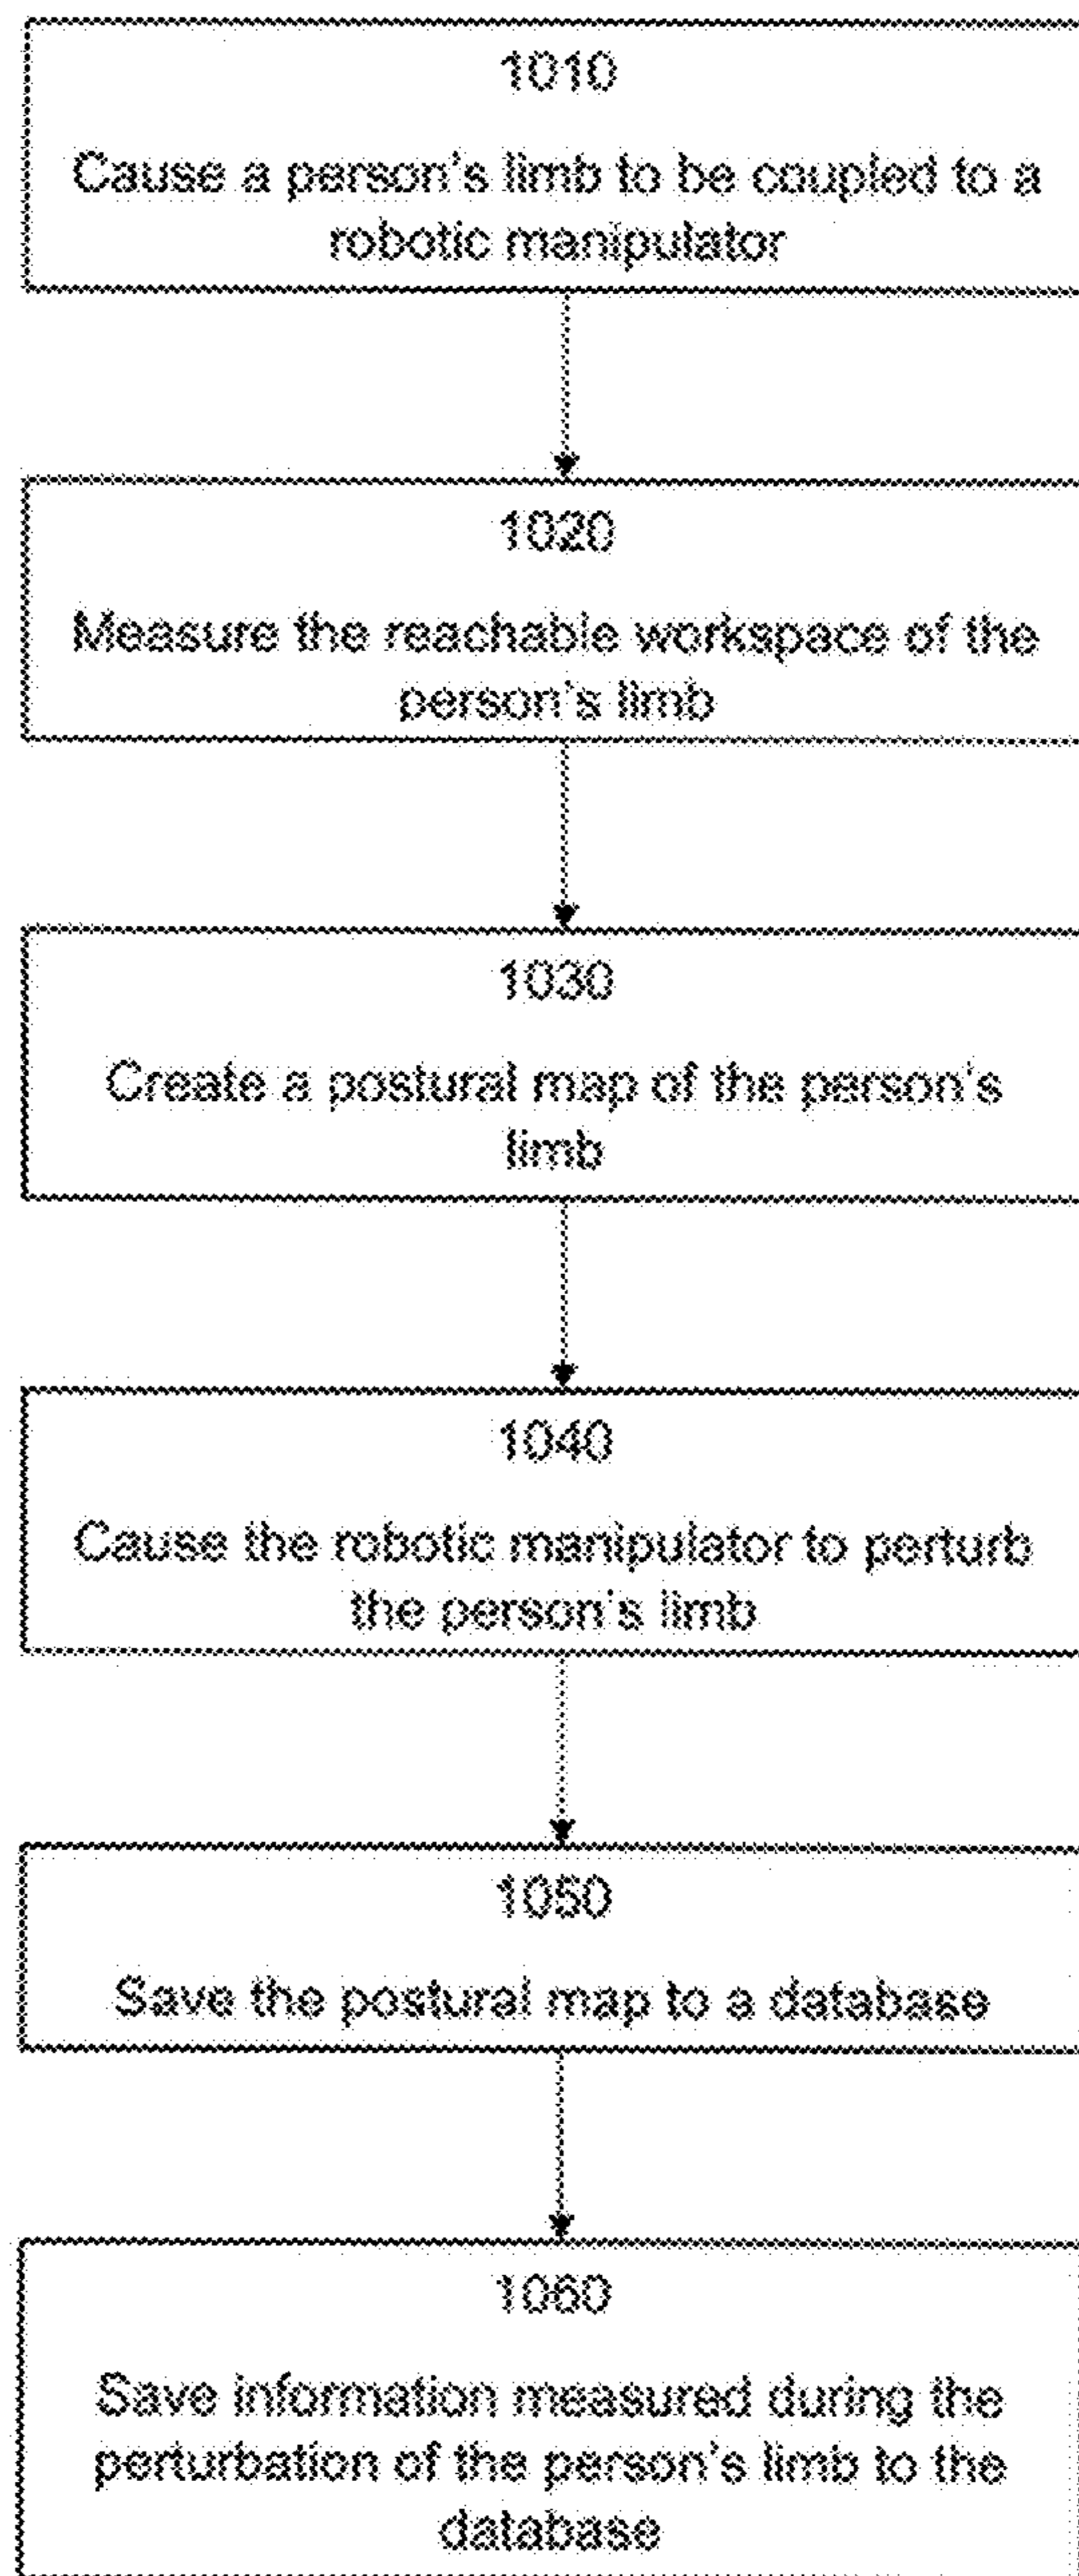 1010
Cause a person's limb to be coupled to a
robotic manipulator
1020
Measure the reachable workspace of the
person's limb
1030
Create a postural map of the person's
limb
1040
Cause the robotic manipulator to perturb
the person's limb
1050
Save the postural map to a database
1060
Save information measured during the
perturbation of the person's limb to the
database